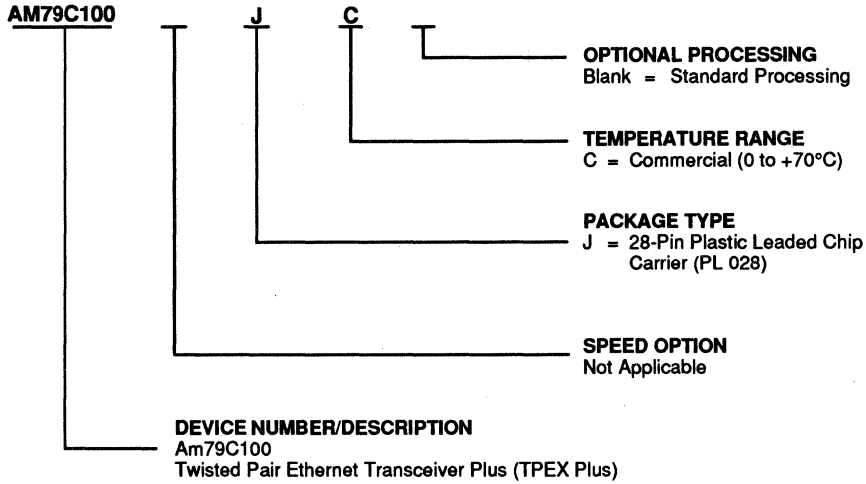 AM79C100 J C
OPTIONAL PROCESSING
Blank = Standard Processing
TEMPERATURE RANGE
C = Commercial (0 to +70°C)
PACKAGE TYPE
J = 28-Pin Plastic Leaded Chip
Carrier (PL 028)
SPEED OPTION
Not Applicable
DEVICE NUMBER/DESCRIPTION
Am79C100
Twisted Pair Ethernet Transceiver Plus (TPEX Plus)